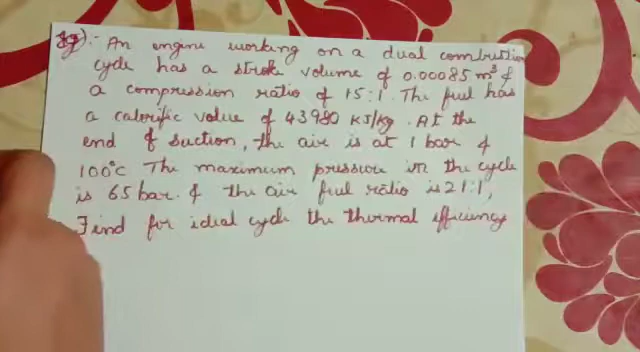 Eg):- An engine working on a dual combustion
cycle has a stroke volume of 0.00085 m³ &
a compression ratio of 15:1. The fuel has
a calorific value of 43980 KJ/kg. At the
end of suction, the air is at 1 bar &
100°C The maximum pressure in the cycle
is 65 bar. & the air fuel ratio is 21:1,
Find for ideal cycle the thermal efficiency